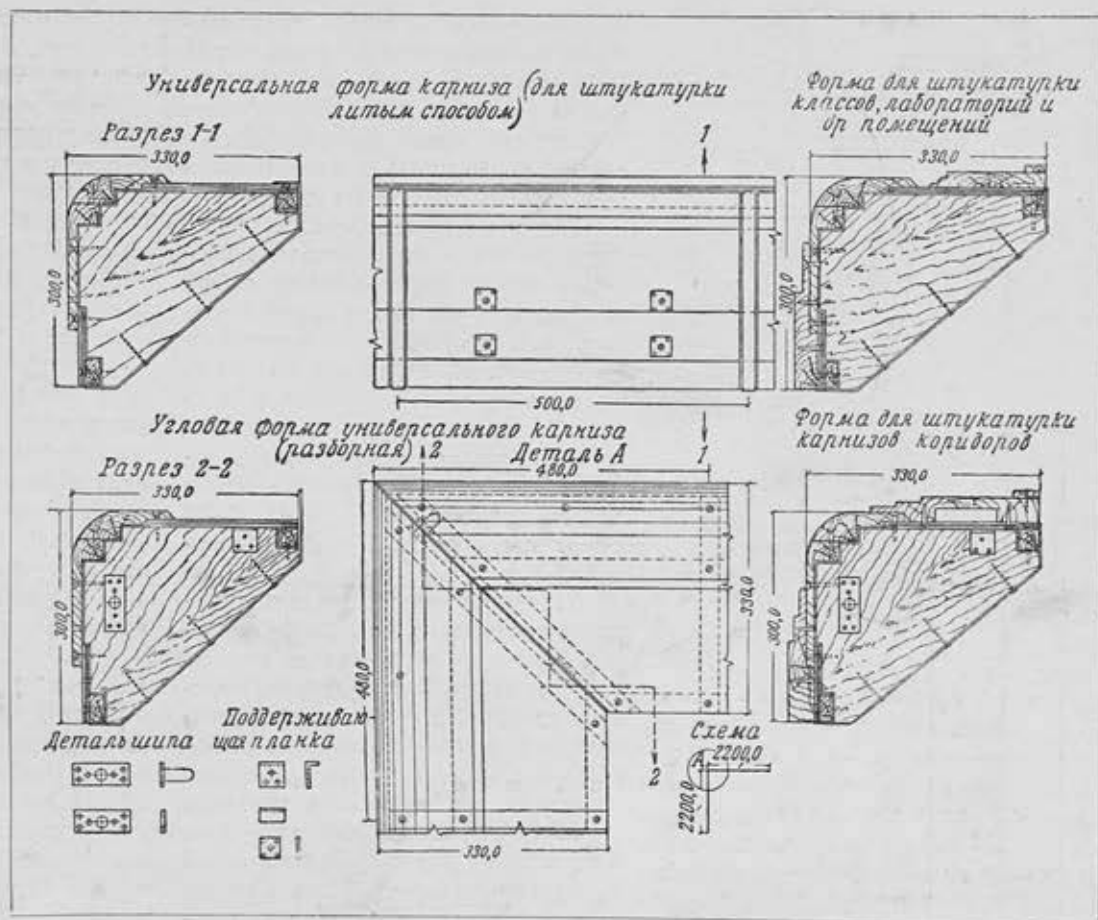 Универсальная форма карниза (для штукатурки
литым способом)
Форма для штукатурки
классов, лабораторий и
др помещений
Разрез 1-1
330,0
300,0
1
500,0
1
330,0
300,0
Угловая форма универсального карниза
(разборная)
2
Деталь А
480,0
Форма для штукатурки
карнизов коридоров
Разрез 2-2
330,0
300,0
480,0
330,0
330,0
2
330,0
300,0
Деталь шипа
Поддерживаю-
щая планка
Схема
А
2200,0
2200,0